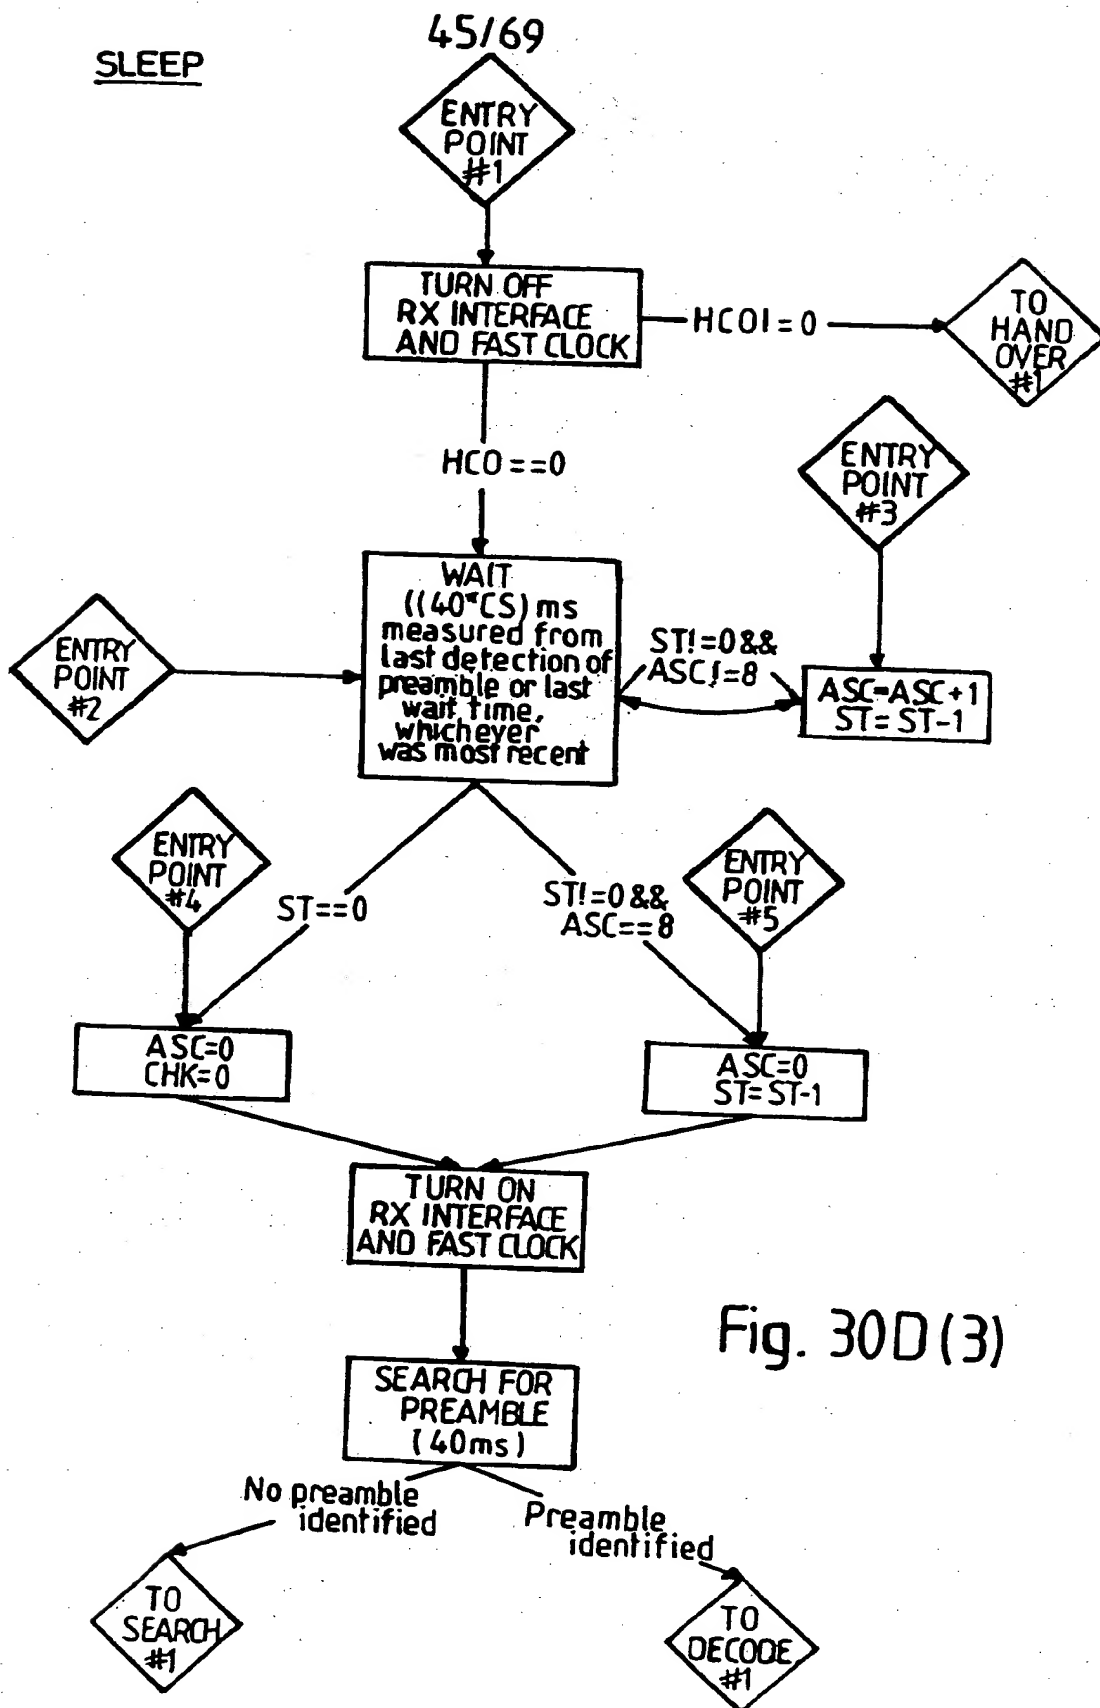 45/69
SLEEP
ENTRY
POINT
#1
TURN OFF
RX INTERFACE
AND FAST CLOCK
HCO!=0
TO
HAND
OVER
#1
HCO==0
ENTRY
POINT
#3
WAIT
((40*CS) ms
measured from
last detection of
preamble or last
wait time,
whichever
was most recent
ENTRY
POINT
#2
ST!=0 &&
ASC!=8
ASC=ASC+1
ST=ST-1
ENTRY
POINT
#4
ST==0
ST!=0 &&
ASC==8
ENTRY
POINT
#5
ASC=0
CHK=0
ASC=0
ST=ST-1
TURN ON
RX INTERFACE
AND FAST CLOCK
Fig. 30D(3)
SEARCH FOR
PREAMBLE
(40ms)
No preamble
identified
Preamble
identified
TO
SEARCH
#1
TO
DECODE
#1